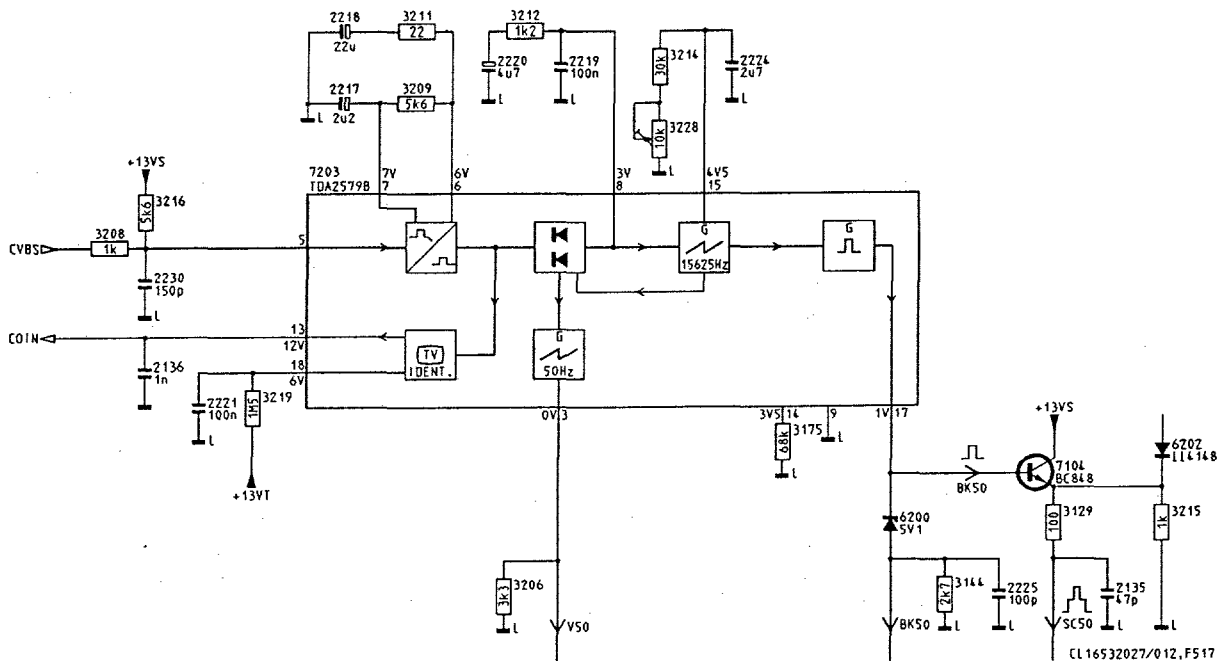 2218
22u
3211
22
3212
1k2
2220
4u7
2219
100n
3214
30k
2224
2u7
2217
2u2
3209
5k6
3228
10k
L
L
L
L
L
+13VS
3216
5k6
7203
TDA2579B
7V
7
6V
6
3V
8
4V5
15
CVBS
3208
1k
5
G
15625Hz
G
2230
150p
L
COIN
13
12V
TV
IDENT.
G
50Hz
2136
1n
18
6V
2221
100n
L
3219
1M5
+13VT
0V 3
3V5 14
9
1V 17
3175
68k
L
L
+13VS
6202
LL4148
7104
BC848
BK50
6200
5V1
3129
100
3215
1k
3206
3k3
L
V50
3144
2k7
L
2225
100p
L
BK50
2135
47p
L
SC50
L
CL16532027/012,F517